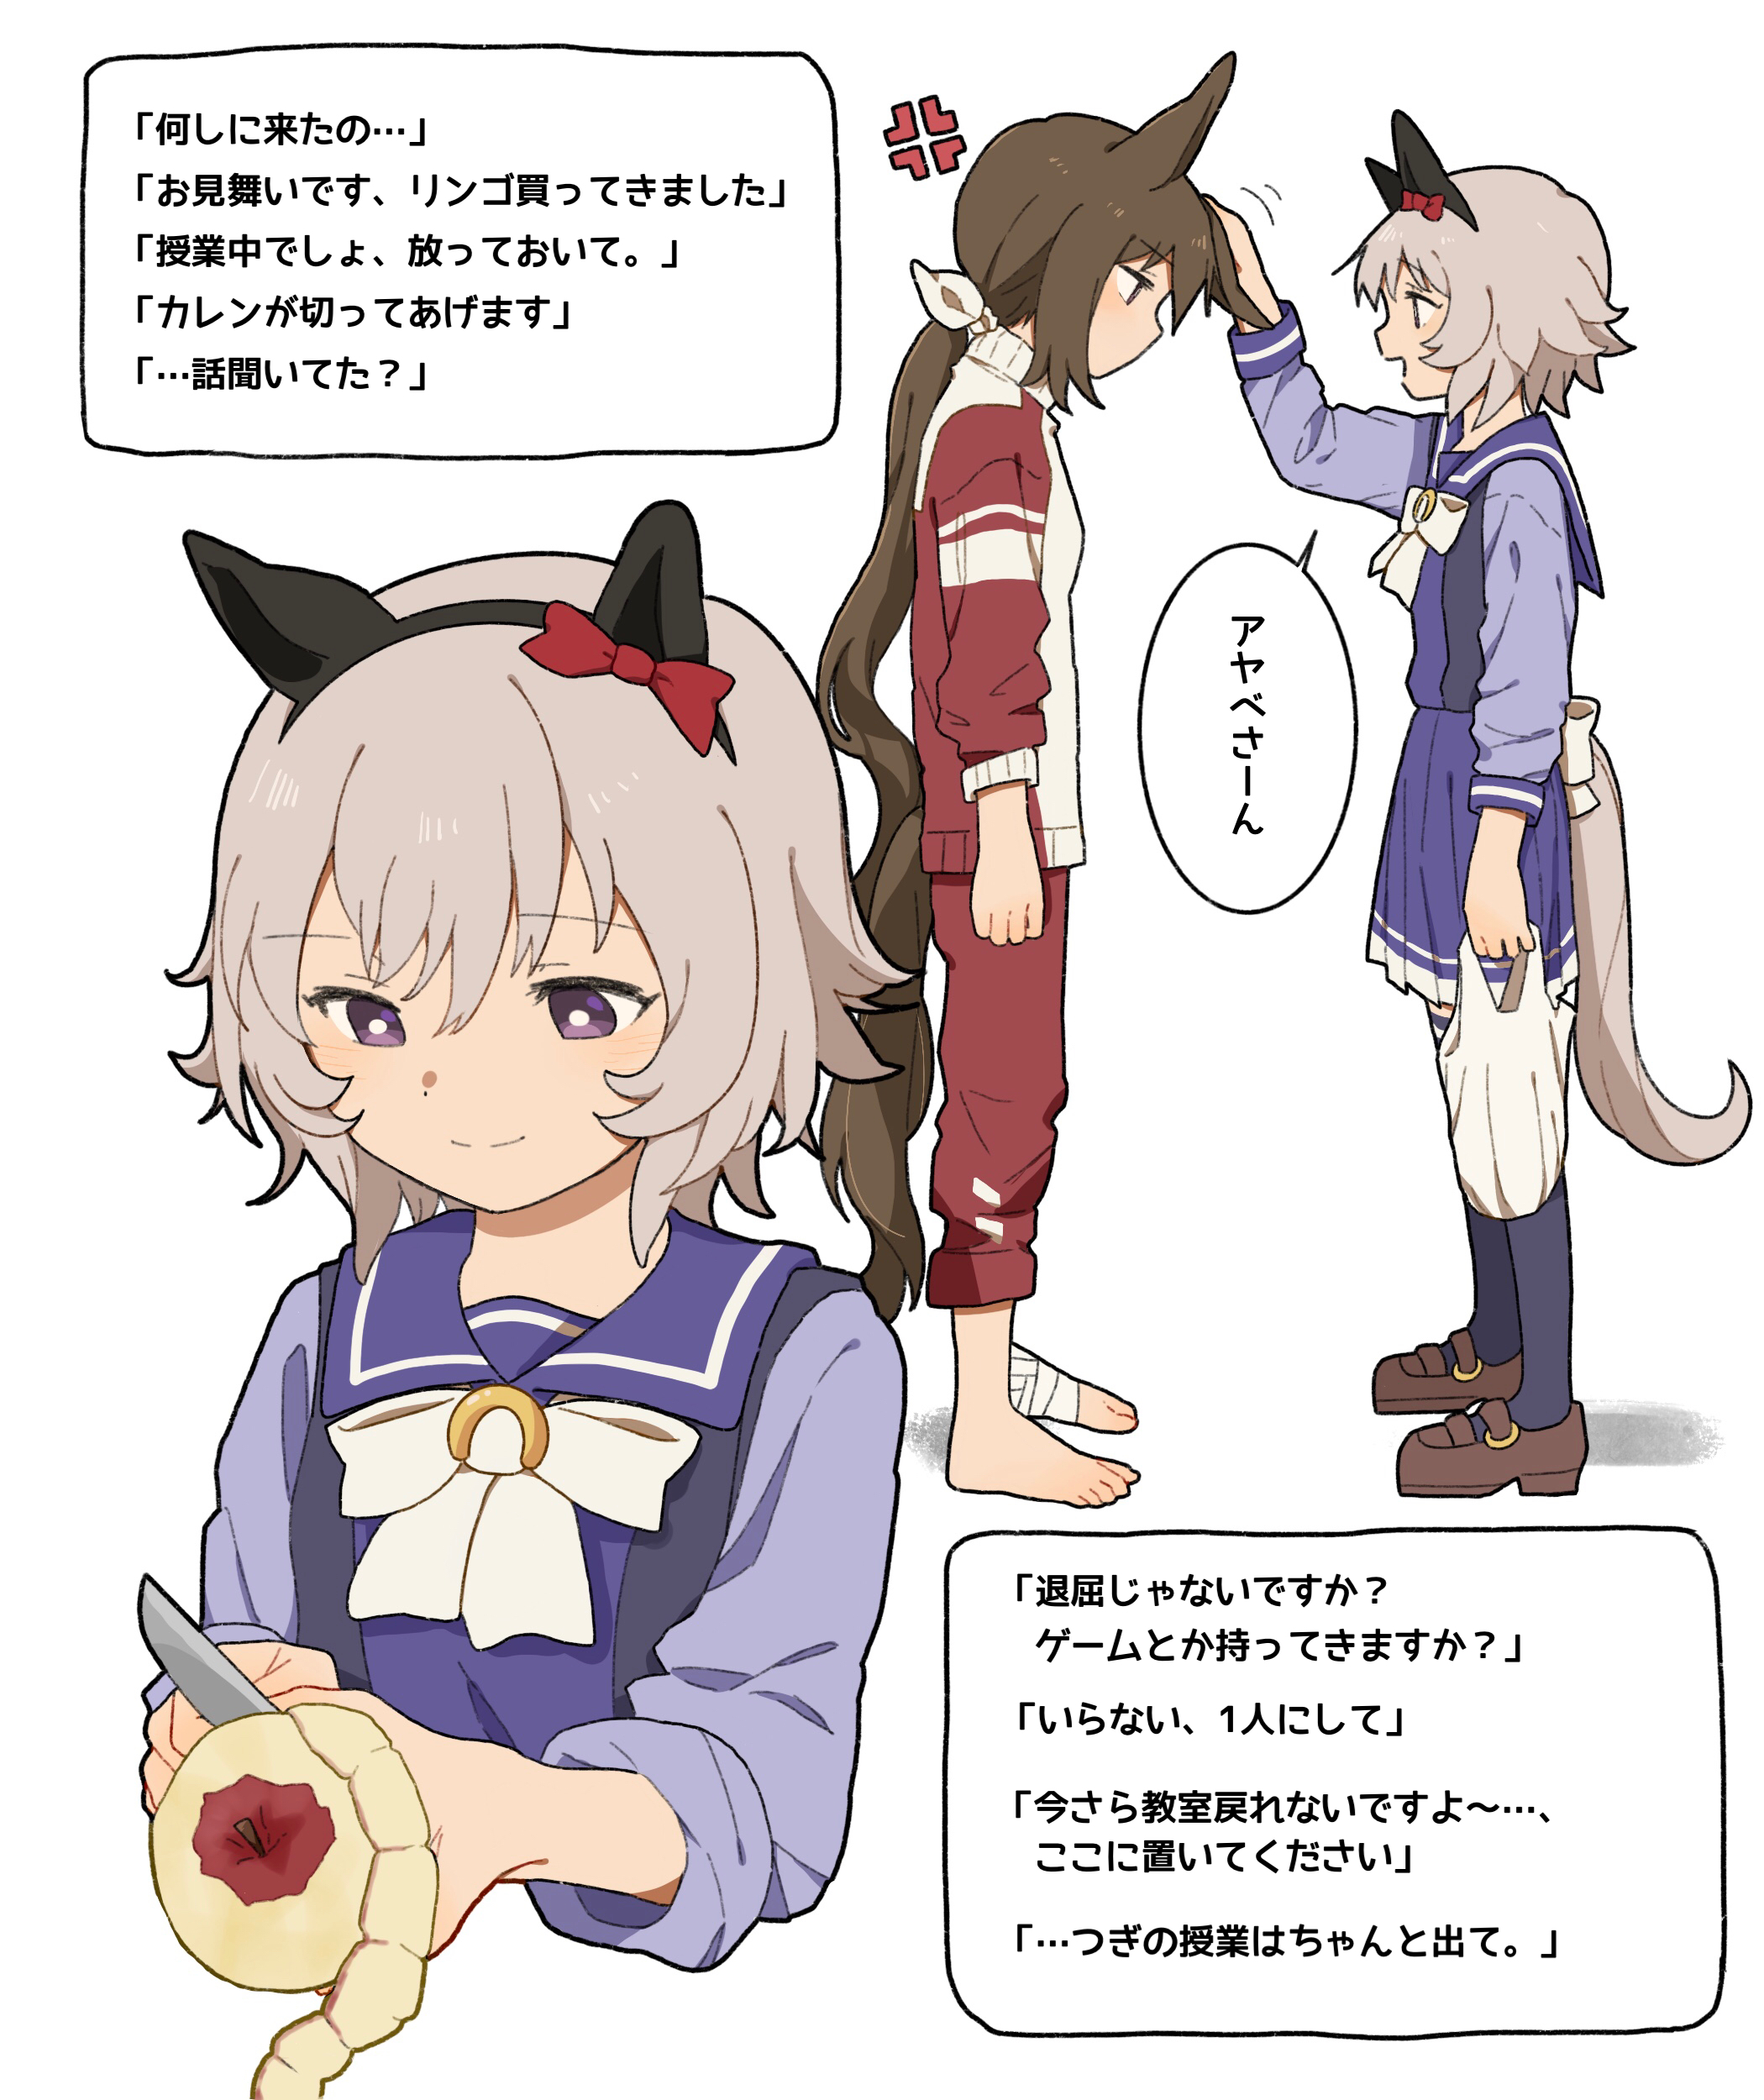 「何しに来たの…」
「お見舞いです、リンゴ買ってきました」
「授業中でしょ、放っておいて。」
「カレンが切ってあげます」
「…話聞いてた？」
アヤベさーん
「退屈じゃないですか？
ゲームとか持ってきますか？」
「いらない、1人にして」
「今さら教室戻れないですよ〜…、
ここに置いてください」
「…つぎの授業はちゃんと出て。」